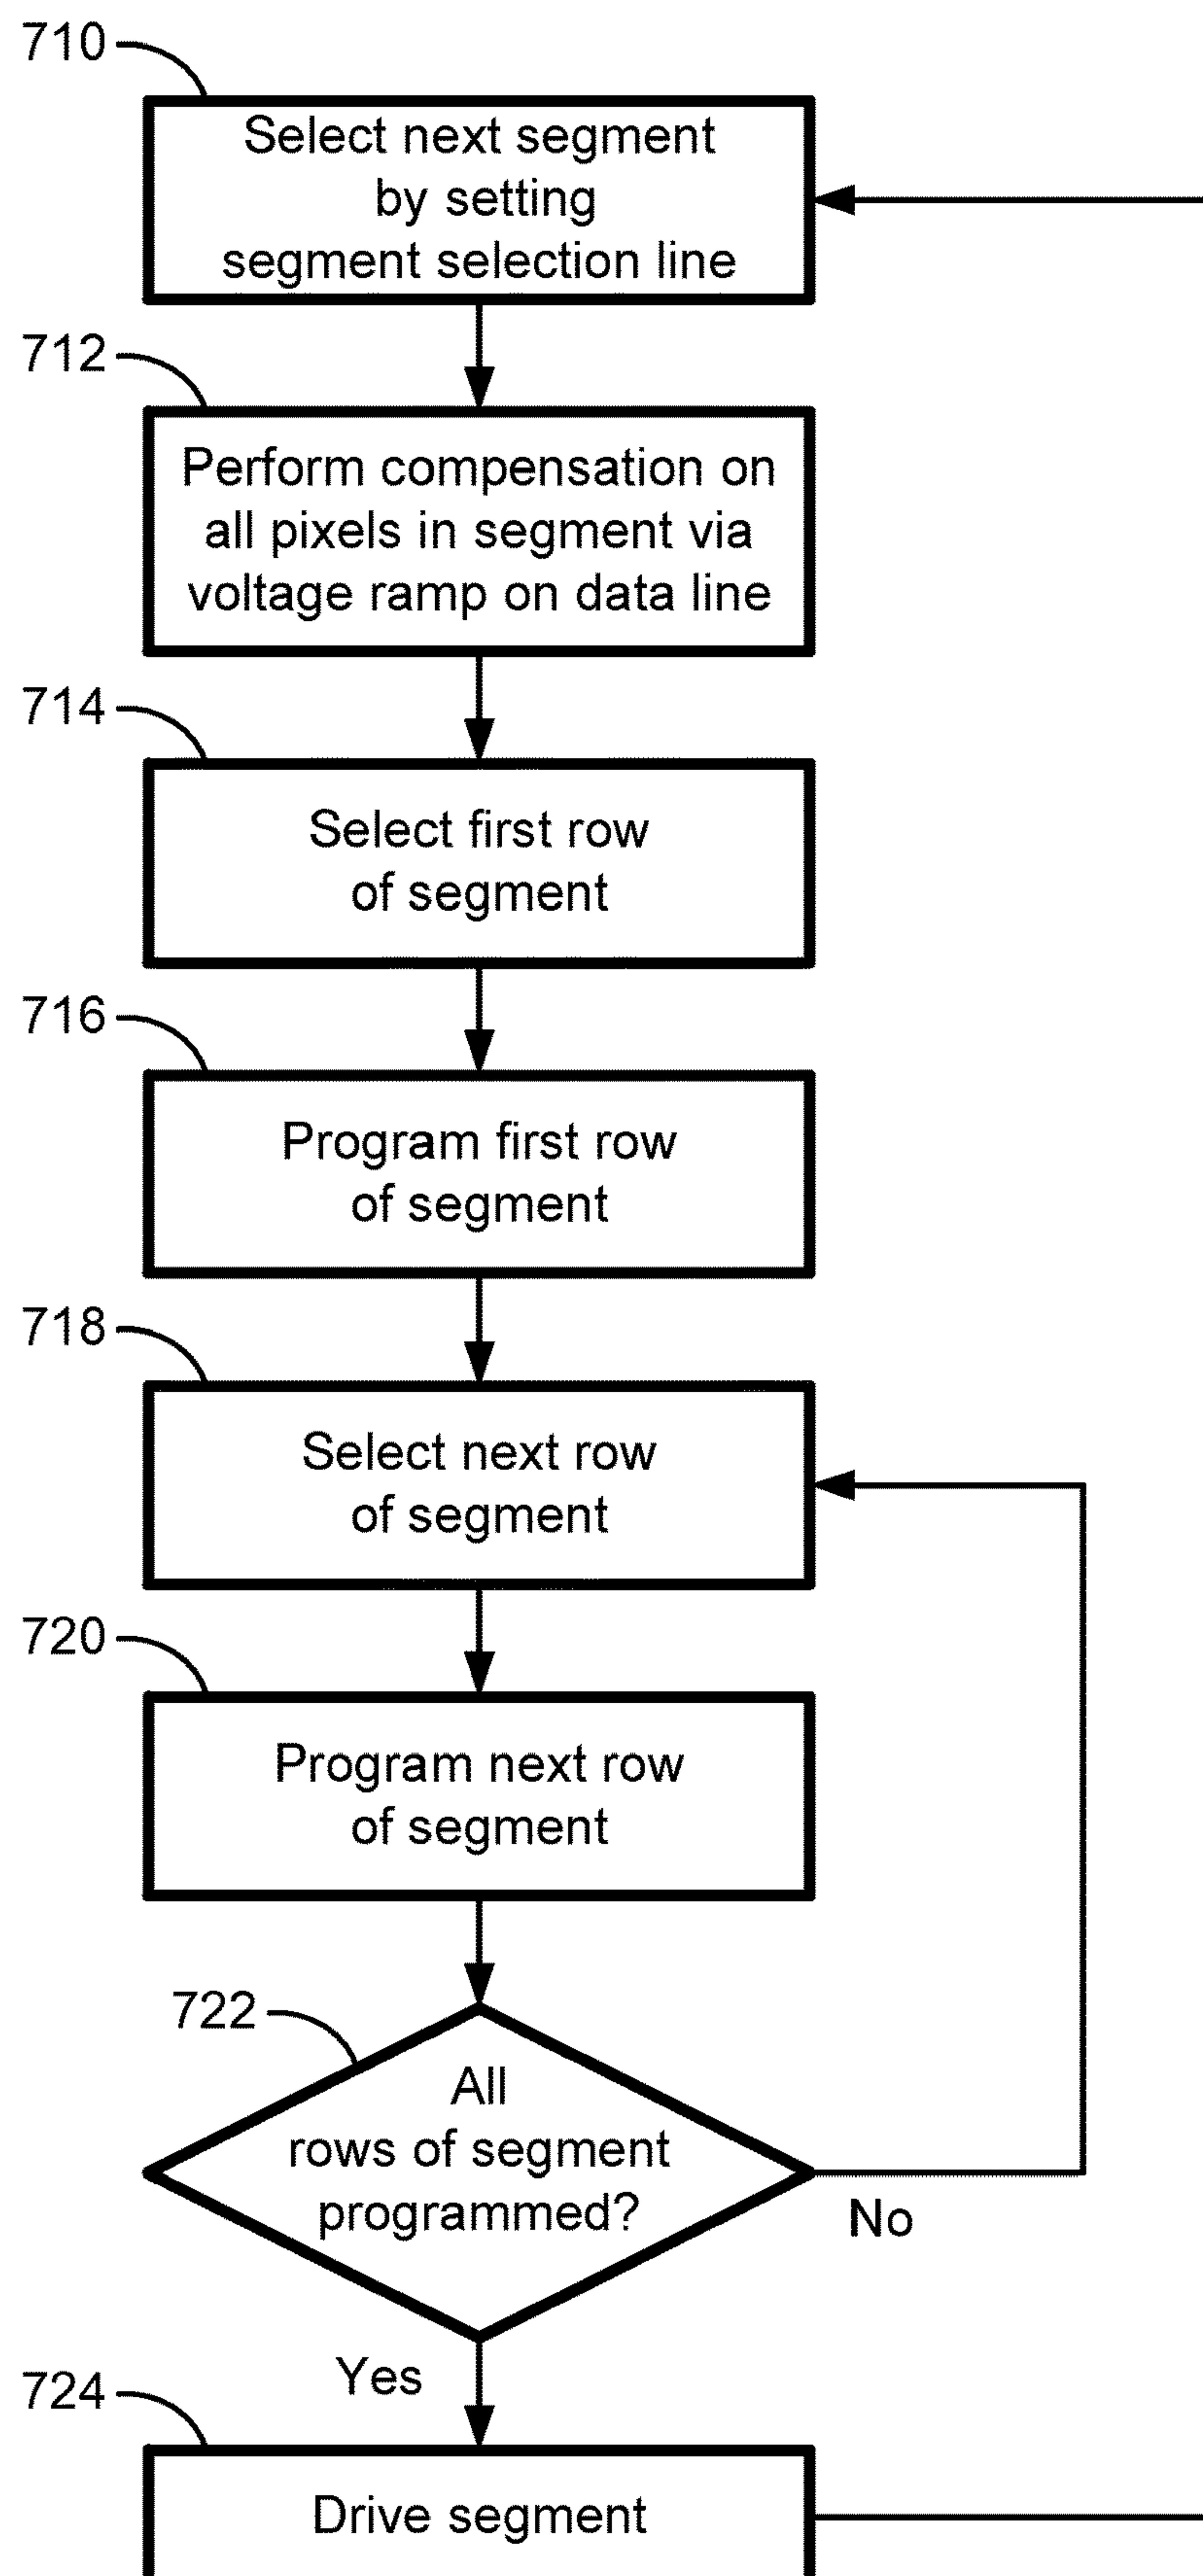 710
Select next segment
by setting
segment selection line
712
Perform compensation on
all pixels in segment via
voltage ramp on data line
714
Select first row
of segment
716
Program first row
of segment
718
Select next row
of segment
720
Program next row
of segment
722
All
rows of segment
programmed?
No
Yes
724
Drive segment